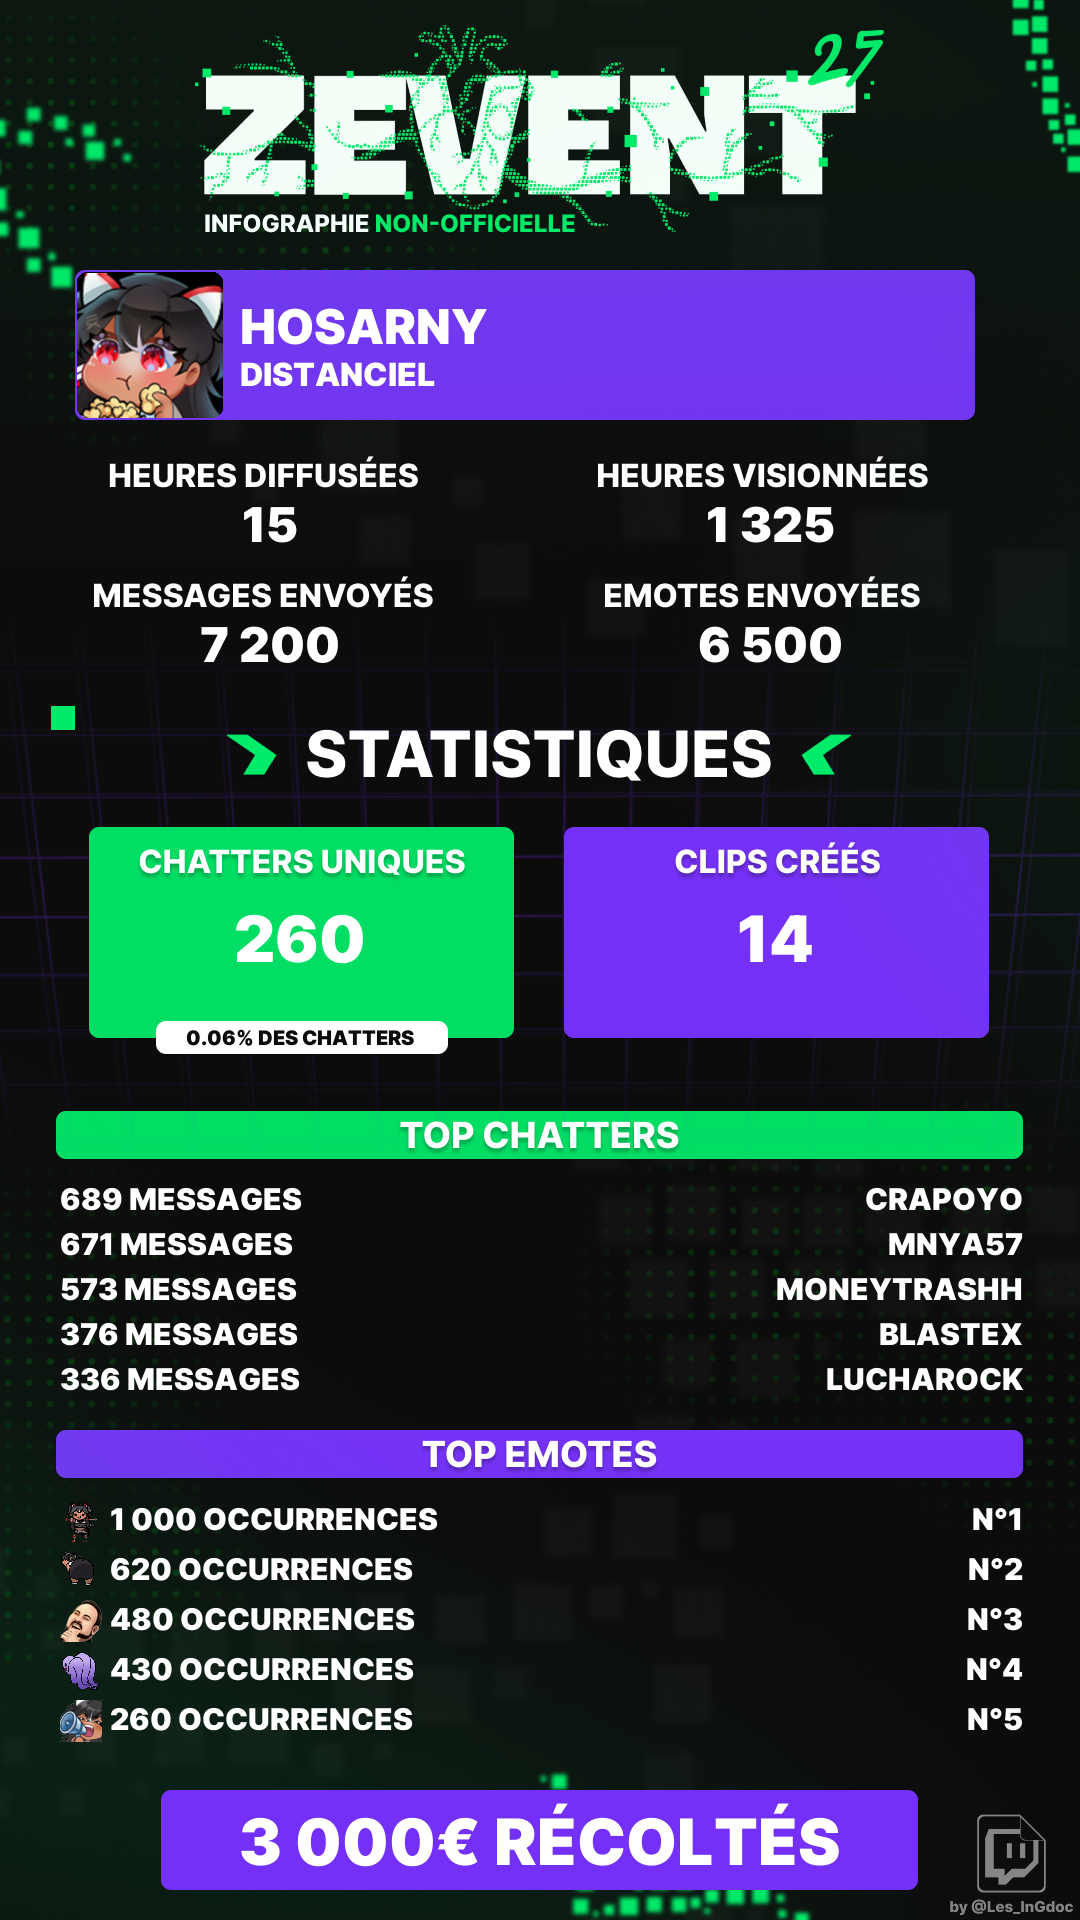 ZEVENT 25
INFOGRAPHIE NON-OFFICIELLE
HOSARNY
DISTANCIEL
HEURES DIFFUSÉES
15
HEURES VISIONNÉES
1 325
MESSAGES ENVOYÉS
7 200
EMOTES ENVOYÉES
6 500
STATISTIQUES
CHATTERS UNIQUES
260
0.06% DES CHATTERS
CLIPS CRÉÉS
14
TOP CHATTERS
689 MESSAGES CRAPOYO
671 MESSAGES MNYA57
573 MESSAGES MONEYTRASHH
376 MESSAGES BLASTEX
336 MESSAGES LUCHAROCK
TOP EMOTES
1 000 OCCURRENCES N°1
620 OCCURRENCES N°2
480 OCCURRENCES N°3
430 OCCURRENCES N°4
260 OCCURRENCES N°5
3 000€ RÉCOLTÉS
by @Les_InGdoc